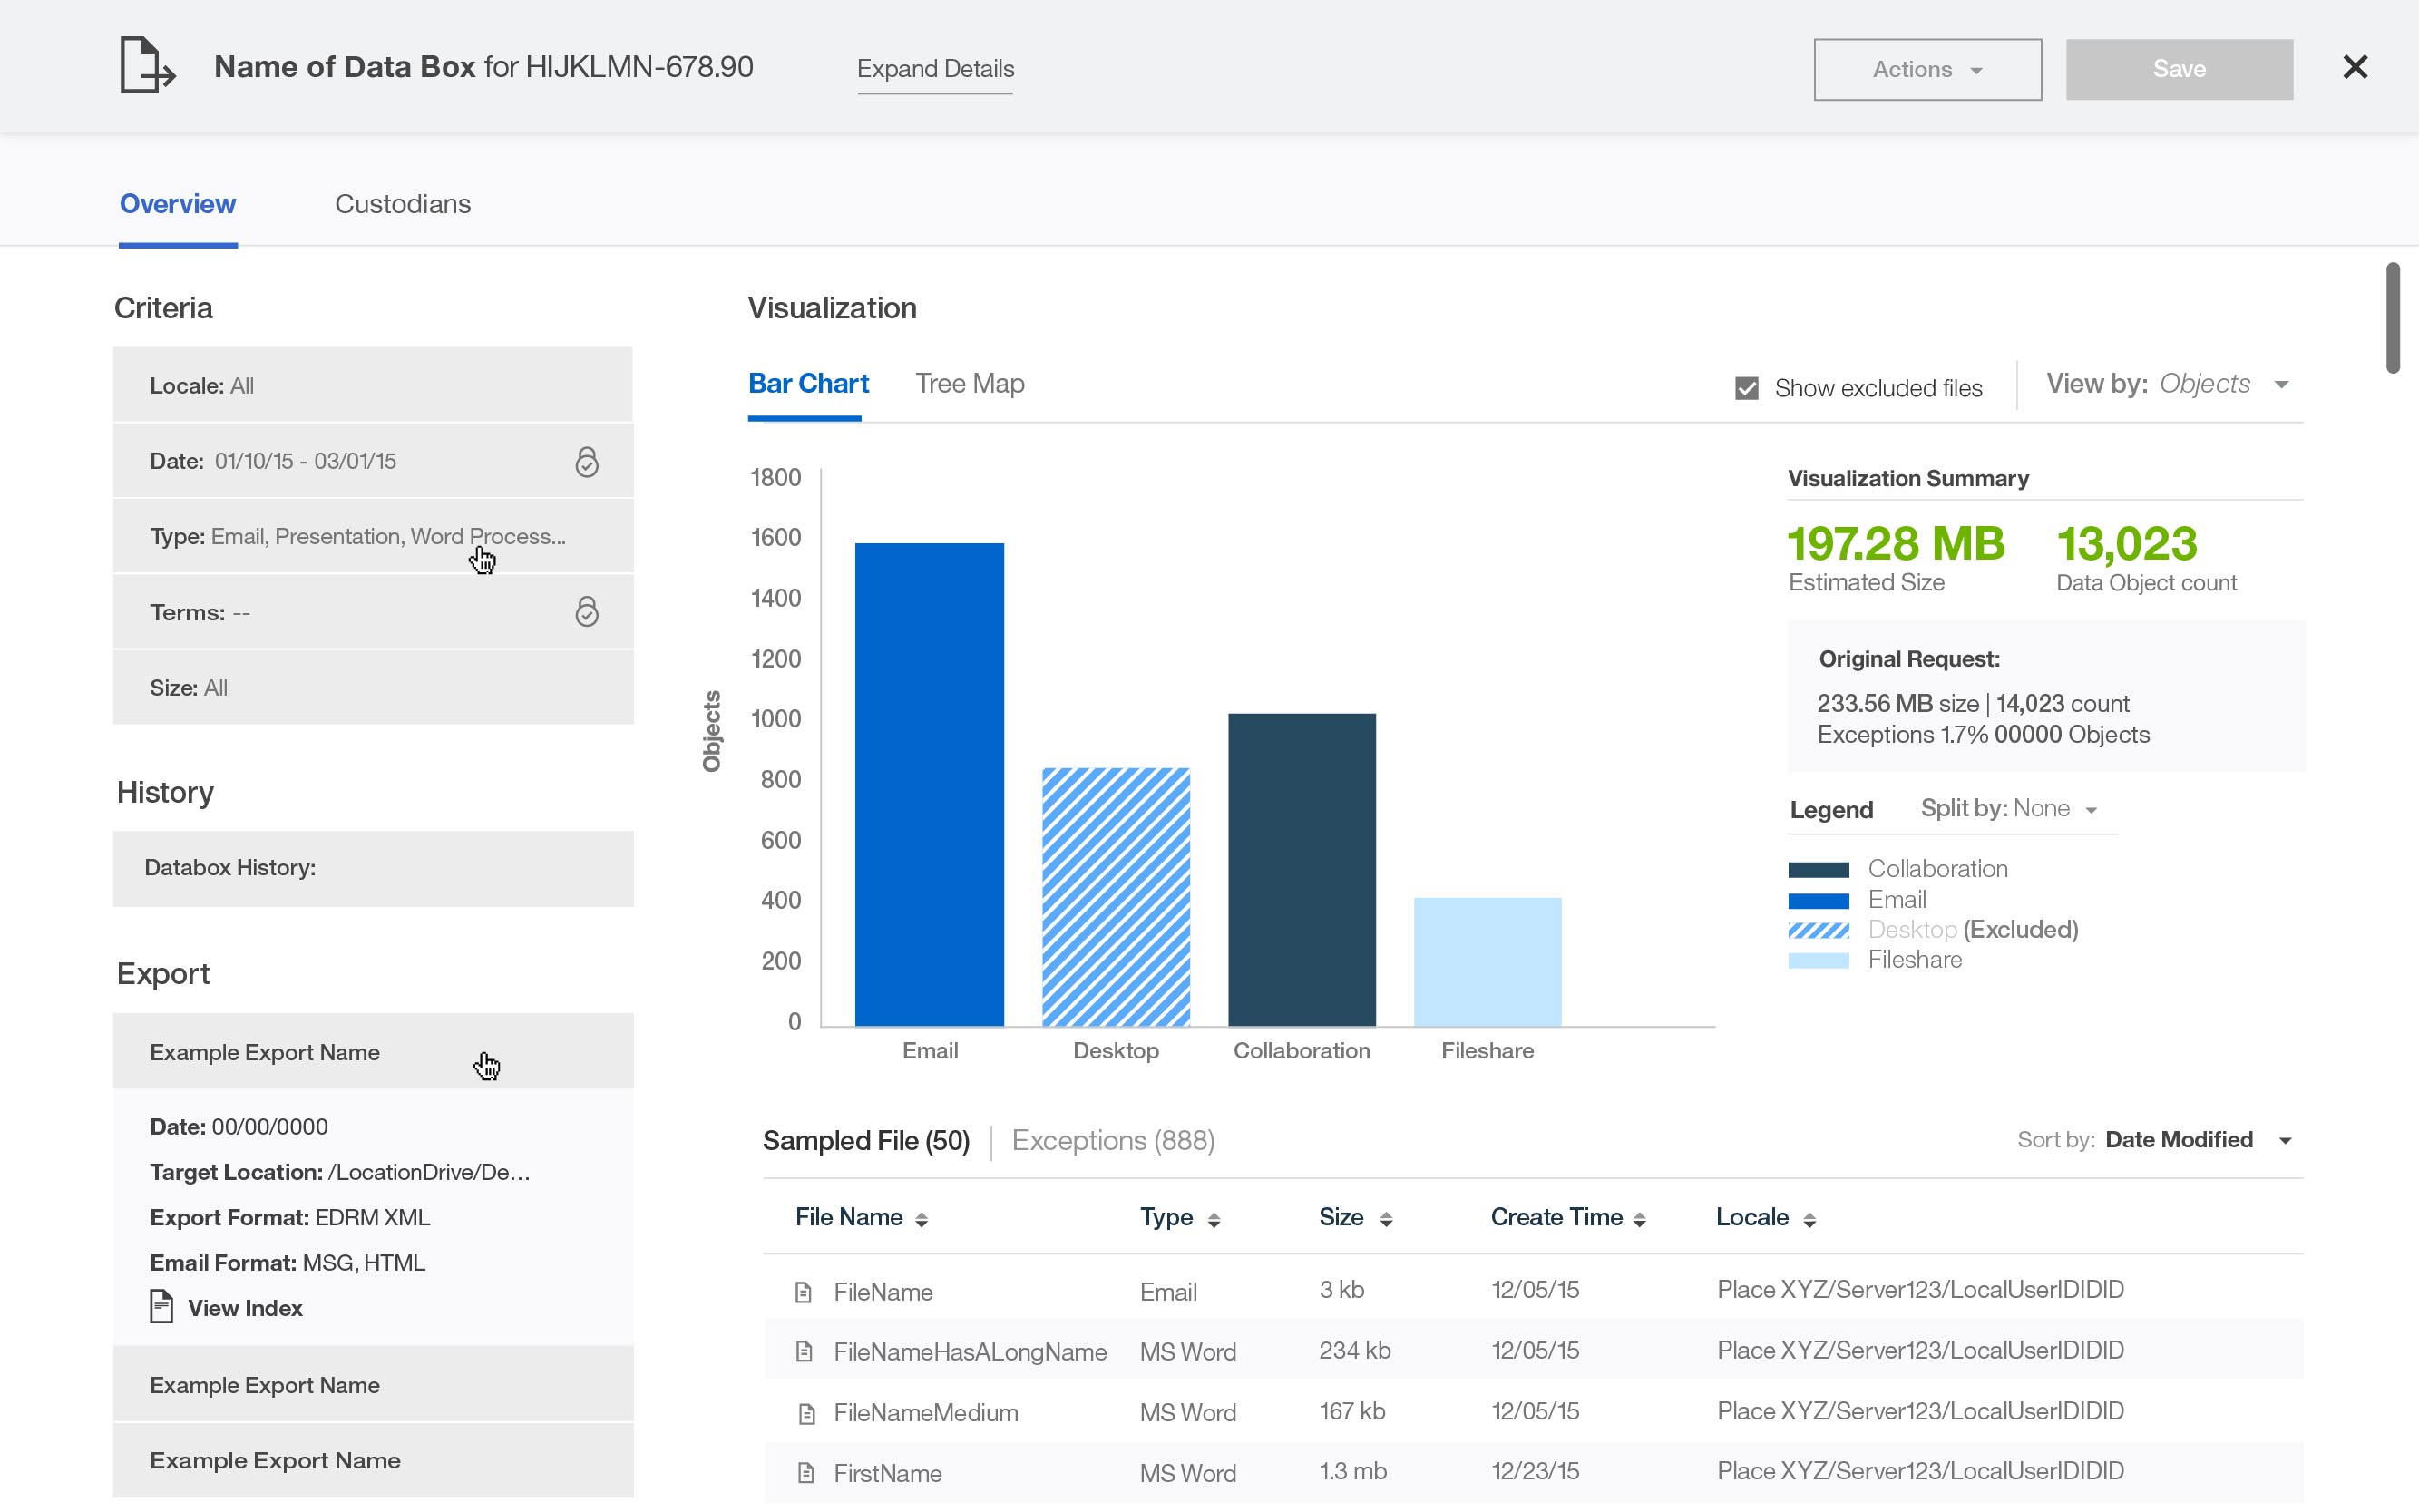 Name of Data Box for HIJKLMN-678.90
Expand Details
Actions
Save
Overview
Custodians
Criteria
Locale: All
Date: 01/10/15 - 03/01/15
Type: Email, Presentation, Word Process...
Terms: --
Size: All
History
Databox History:
Export
Example Export Name
Date: 00/00/0000
Target Location: /LocationDrive/De...
Export Format: EDRM XML
Email Format: MSG, HTML
View Index
Example Export Name
Example Export Name
Visualization
Bar Chart
Tree Map
Show excluded files
View by: Objects
Objects
1800
1600
1400
1200
1000
800
600
400
200
0
Email
Desktop
Collaboration
Fileshare
Visualization Summary
197.28 MB
Estimated Size
13,023
Data Object count
Original Request:
233.56 MB size | 14,023 count
Exceptions 1.7% 00000 Objects
Legend
Split by: None
Collaboration
Email
Desktop (Excluded)
Fileshare
Sampled File (50)
Exceptions (888)
Sort by: Date Modified
File Name Type Size Create Time Locale
FileName Email 3 kb 12/05/15 Place XYZ/Server123/LocalUserIDIDID
FileNameHasALongName MS Word 234 kb 12/05/15 Place XYZ/Server123/LocalUserIDIDID
FileNameMedium MS Word 167 kb 12/05/15 Place XYZ/Server123/LocalUserIDIDID
FirstName MS Word 1.3 mb 12/23/15 Place XYZ/Server123/LocalUserIDIDID